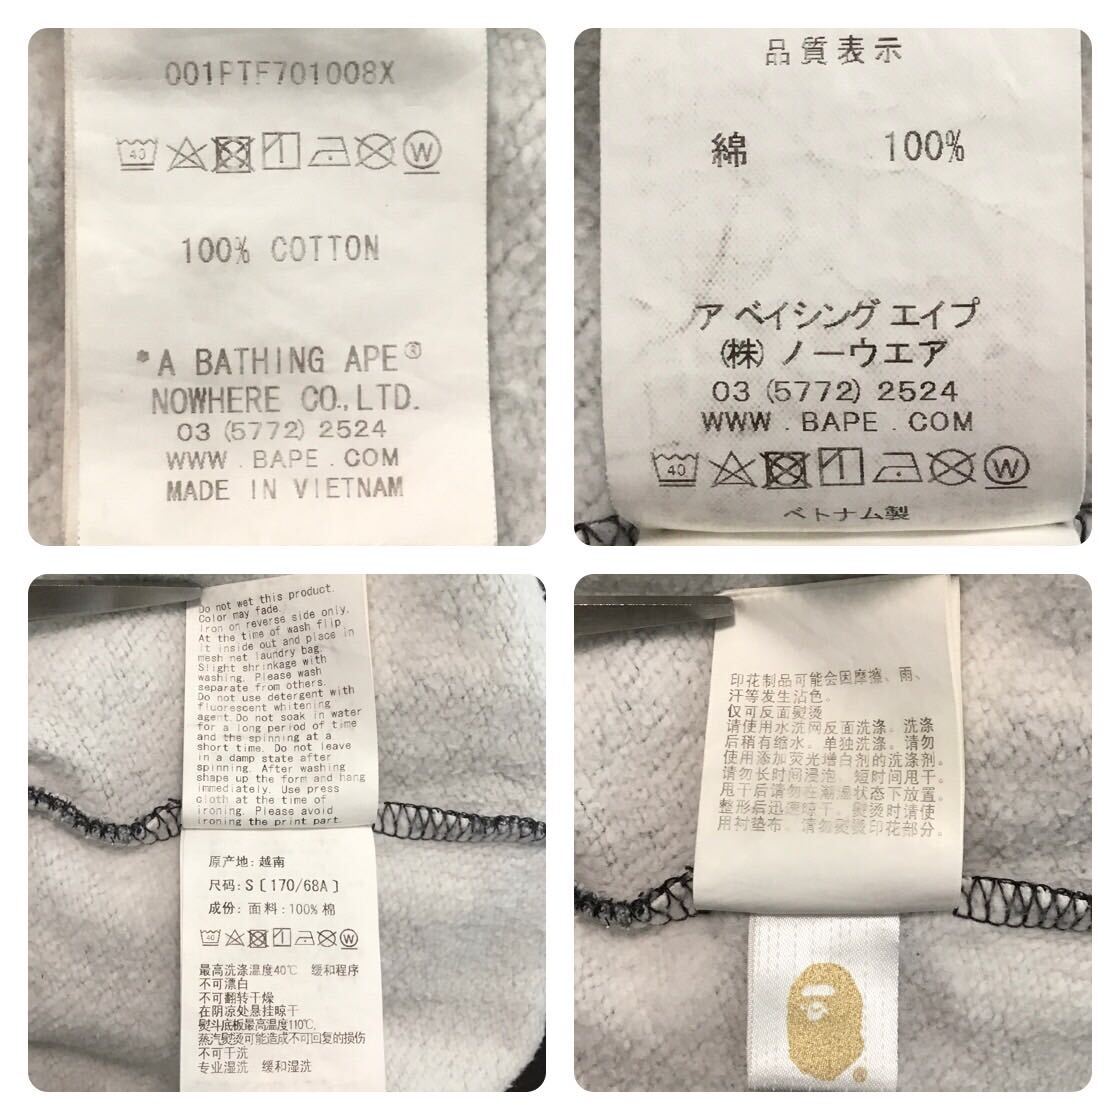 001PTF701008X
40
W
100% COTTON
*A BATHING APE®
NOWHERE CO.,LTD.
03 (5772) 2524
WWW.BAPE.COM
MADE IN VIETNAM
品質表示
綿 100%
ア ベイシング エイプ
(株) ノーウエア
03 (5772) 2524
WWW.BAPE.COM
40
W
ベトナム製
Do not wet this product.
Color may fade.
Iron on reverse side only.
At the time of wash flip
it inside out and place in
mesh net laundry bag.
Slight shrinkage with
washing. Please wash
separate from others.
Do not use detergent with
fluorescent whitening
agent.Do not soak in water
for a long period of time
and the spinning at a
short time. Do not leave
in a damp state after
spinning. After washing
shape up the form and hang
immediately. Use press
cloth at the time of
ironing. Please avoid
ironing the print part.
原产地: 越南
尺码: S [170/68A]
成份: 面料: 100% 棉
40
W
最高洗涤温度40℃ 缓和程序
不可漂白
不可翻转干燥
在阴凉处悬挂晾干
熨斗底板最高温度110℃,
蒸汽熨烫可能造成不可回复的损伤
不可干洗
专业湿洗 缓和湿洗
印花制品可能会因摩擦、雨、
汗等发生沾色。
仅可反面熨烫
请使用水洗网反面洗涤。洗涤
后稍有缩水。单独洗涤。请勿
使用添加荧光增白剂的洗涤剂。
请勿长时间浸泡。短时间甩干。
甩干后请勿在潮湿状态下放置。
整形后迅速晾干。熨烫时请使
用衬垫布。请勿熨烫印花部分。
®